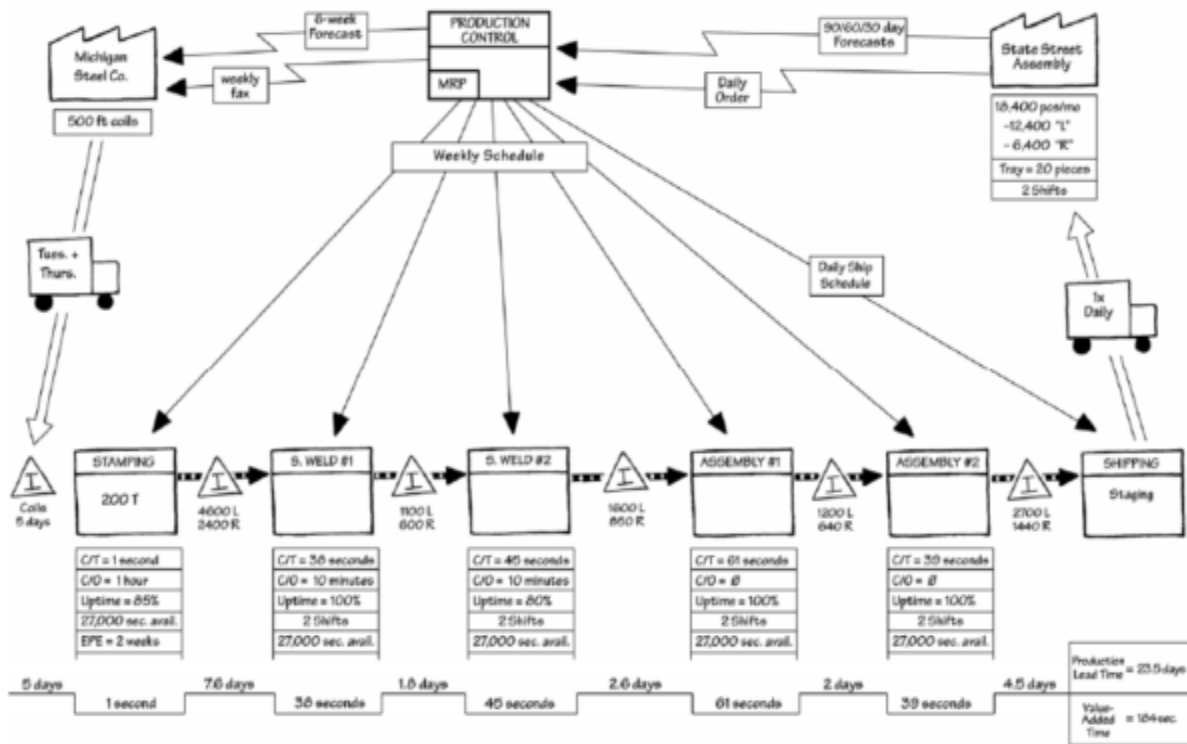 Michigan
Steel Co.
500 ft coils
6-week
Forecast
weekly
fax
PRODUCTION
CONTROL
MRP
90/60/30 day
Forecasts
Daily
Order
State Street
Assembly
18,400 pcs/mo
-12,400 "L"
-6,400 "R"
Tray = 20 pieces
2 Shifts
Weekly Schedule
Tues. +
Thurs.
Daily Ship
Schedule
1x
Daily
I
Coils
5 days
STAMPING
200 T
I
4600 L
2400 R
S. WELD #1
I
1100 L
600 R
S. WELD #2
I
1600 L
850 R
ASSEMBLY #1
I
1200 L
640 R
ASSEMBLY #2
I
2700 L
1440 R
SHIPPING
Staging
C/T = 1 second
C/O = 1 hour
Uptime = 85%
27,000 sec. avail.
EPE = 2 weeks
C/T = 38 seconds
C/O = 10 minutes
Uptime = 100%
2 Shifts
27,000 sec. avail.
C/T = 45 seconds
C/O = 10 minutes
Uptime = 80%
2 Shifts
27,000 sec. avail.
C/T = 61 seconds
C/O = Ø
Uptime = 100%
2 Shifts
27,000 sec. avail.
C/T = 39 seconds
C/O = Ø
Uptime = 100%
2 Shifts
27,000 sec. avail.
5 days
1 second
7.6 days
38 seconds
1.8 days
45 seconds
2.6 days
61 seconds
2 days
39 seconds
4.5 days
Production
Lead Time = 23.5 days
Value-
Added = 184 sec.
Time